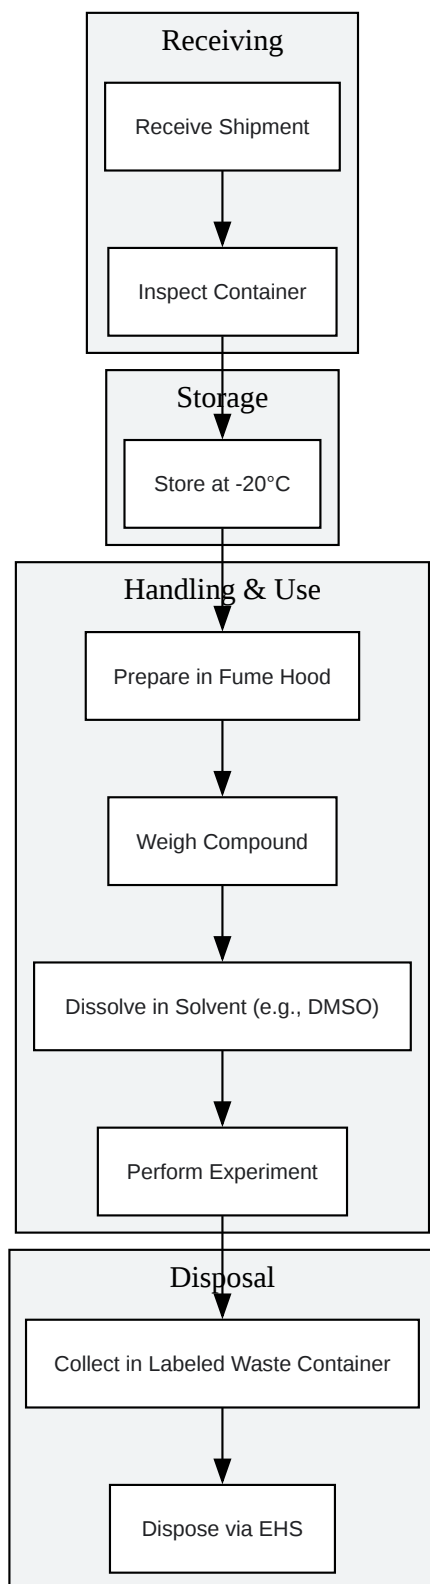 Receiving
Receive Shipment
Inspect Container
Storage
Store at -20°C
Handling & Use
Prepare in Fume Hood
Weigh Compound
Dissolve in Solvent (e.g., DMSO)
Perform Experiment
Disposal
Collect in Labeled Waste Container
Dispose via EHS